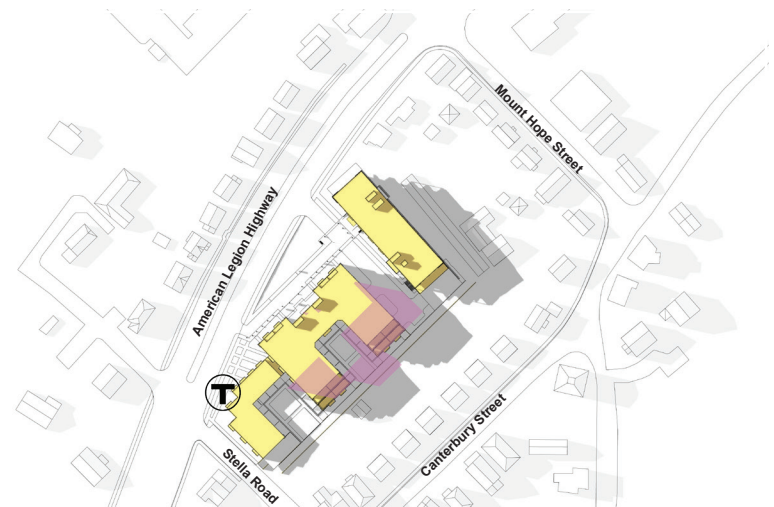 Mount Hope Street
American Legion Highway
T
Canterbury Street
Stella Road